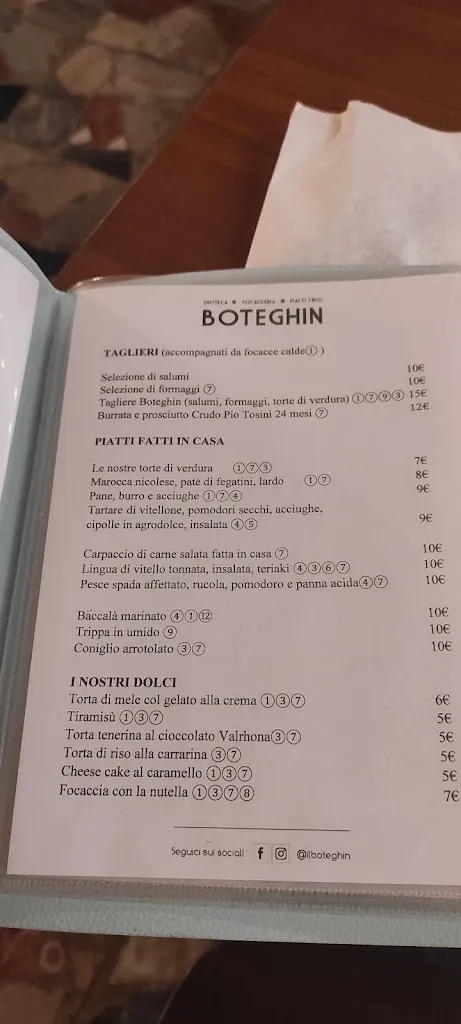 ENOTECA ★ FOCACCERIA ★ PIATTI TIPICI
BOTEGHIN
TAGLIERI (accompagnati da focacce calde① )
Selezione di salumi 10€
Selezione di formaggi ⑦ 10€
Tagliere Boteghin (salumi, formaggi, torte di verdura) ①⑦⑨③ 15€
Burrata e prosciutto Crudo Pio Tosini 24 mesi ⑦ 12€
PIATTI FATTI IN CASA
Le nostre torte di verdura ①⑦③ 7€
Marocca nicolese, patè di fegatini, lardo ①⑦ 8€
Pane, burro e acciughe ①⑦④ 9€
Tartare di vitellone, pomodori secchi, acciughe,
cipolle in agrodolce, insalata ④⑤ 9€
Carpaccio di carne salata fatta in casa ⑦ 10€
Lingua di vitello tonnata, insalata, teriaki ④③⑥⑦ 10€
Pesce spada affettato, rucola, pomodoro e panna acida④⑦ 10€
Baccalà marinato ④①⑫ 10€
Trippa in umido ⑨ 10€
Coniglio arrotolato ③⑦ 10€
I NOSTRI DOLCI
Torta di mele col gelato alla crema ①③⑦ 6€
Tiramisù ①③⑦ 5€
Torta tenerina al cioccolato Valrhona③⑦ 5€
Torta di riso alla carrarina ③⑦ 5€
Cheese cake al caramello ①③⑦ 5€
Focaccia con la nutella ①③⑦⑧ 7€
Seguici sui social! f @ilboteghin